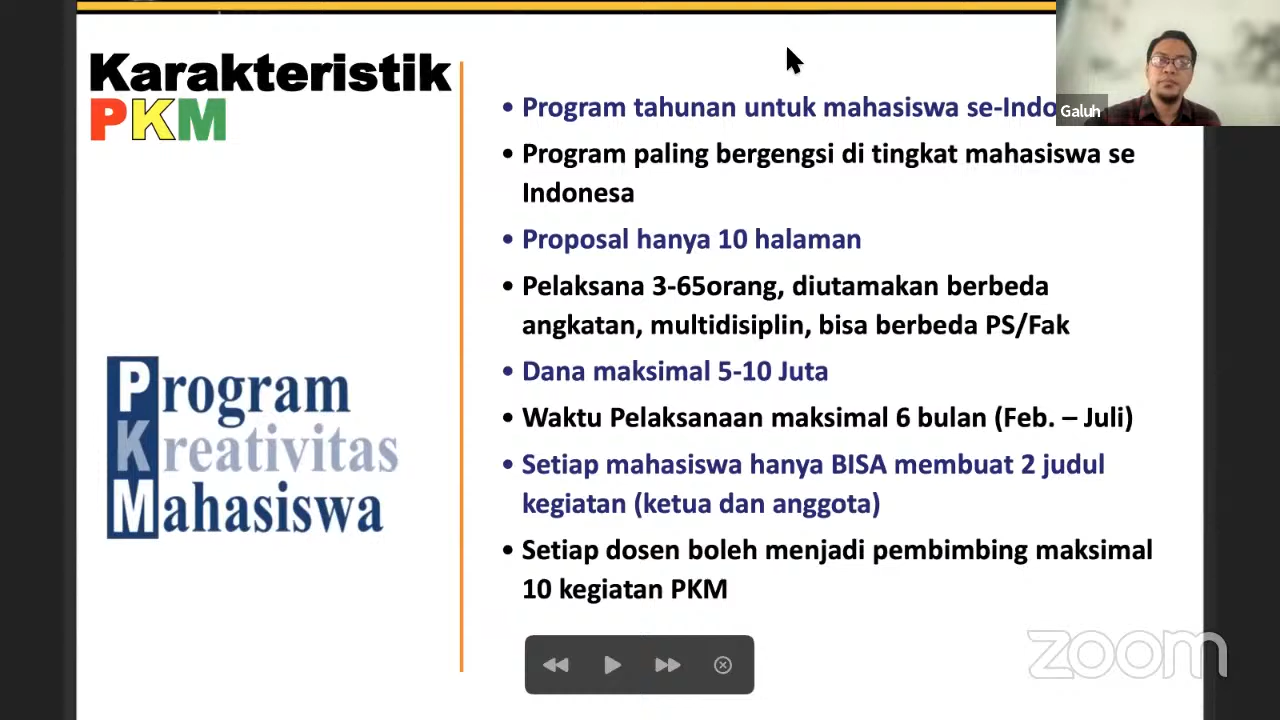 Karakteristik
PKM
Program
Kreativitas
Mahasiswa
• Program tahunan untuk mahasiswa se-Indo
• Program paling bergengsi di tingkat mahasiswa se
Indonesa
• Proposal hanya 10 halaman
• Pelaksana 3-65orang, diutamakan berbeda
angkatan, multidisiplin, bisa berbeda PS/Fak
• Dana maksimal 5-10 Juta
• Waktu Pelaksanaan maksimal 6 bulan (Feb. – Juli)
• Setiap mahasiswa hanya BISA membuat 2 judul
kegiatan (ketua dan anggota)
• Setiap dosen boleh menjadi pembimbing maksimal
10 kegiatan PKM
Galuh
zoom